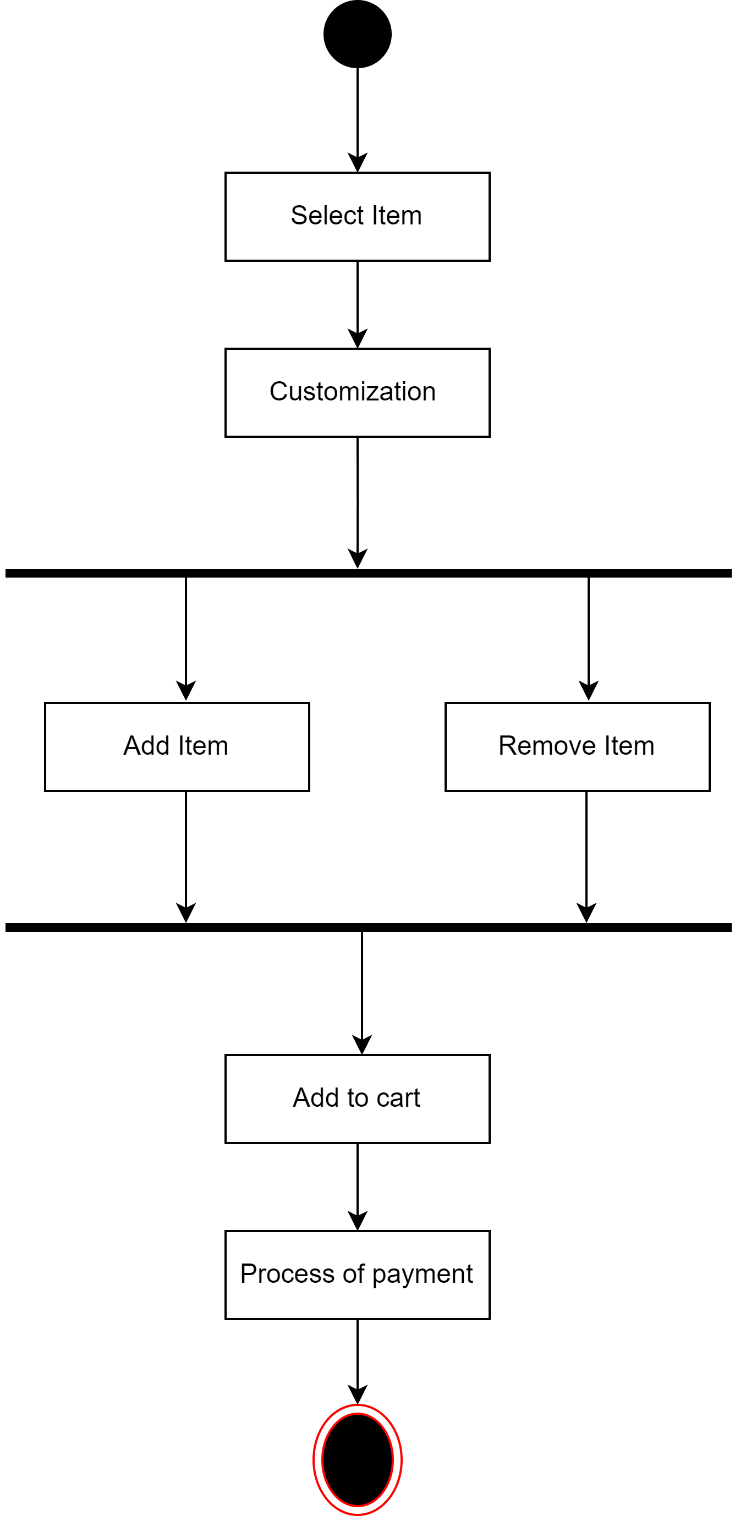 Select Item
Customization
Add Item
Remove Item
Add to cart
Process of payment